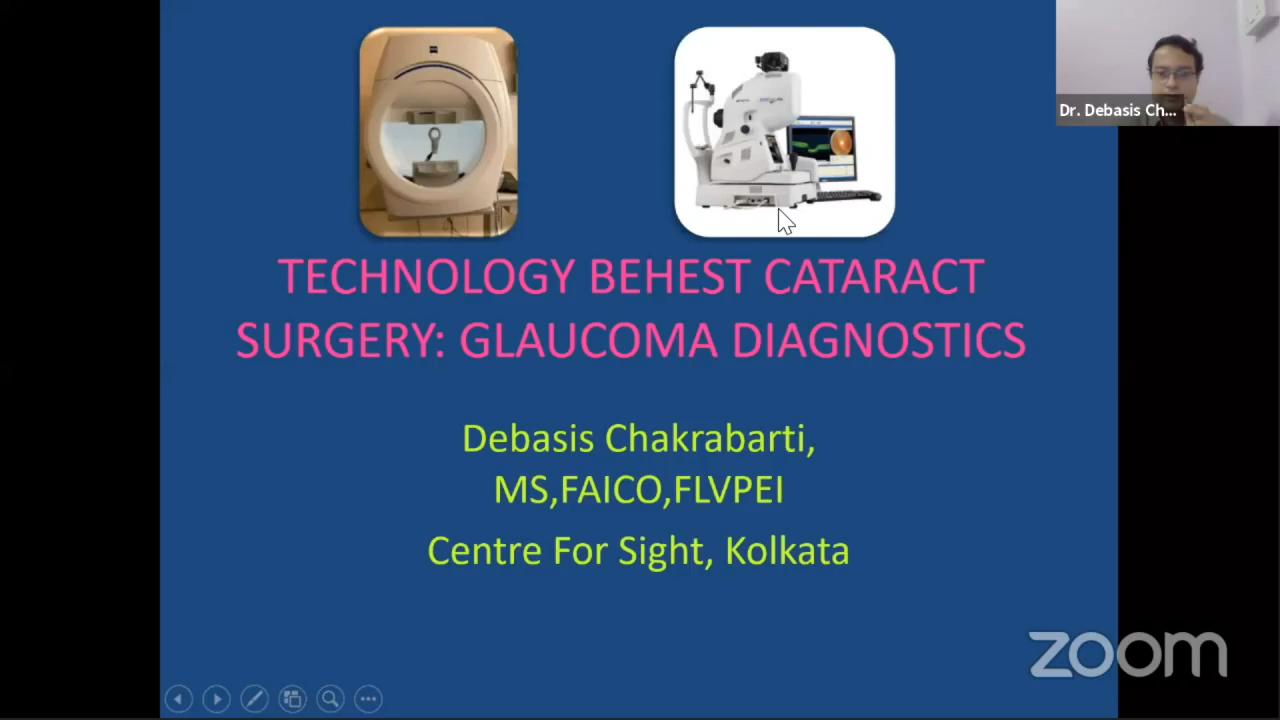 Dr. Debasis Ch...
TECHNOLOGY BEHEST CATARACT
SURGERY: GLAUCOMA DIAGNOSTICS
Debasis Chakrabarti,
MS,FAICO,FLVPEI
Centre For Sight, Kolkata
zoom